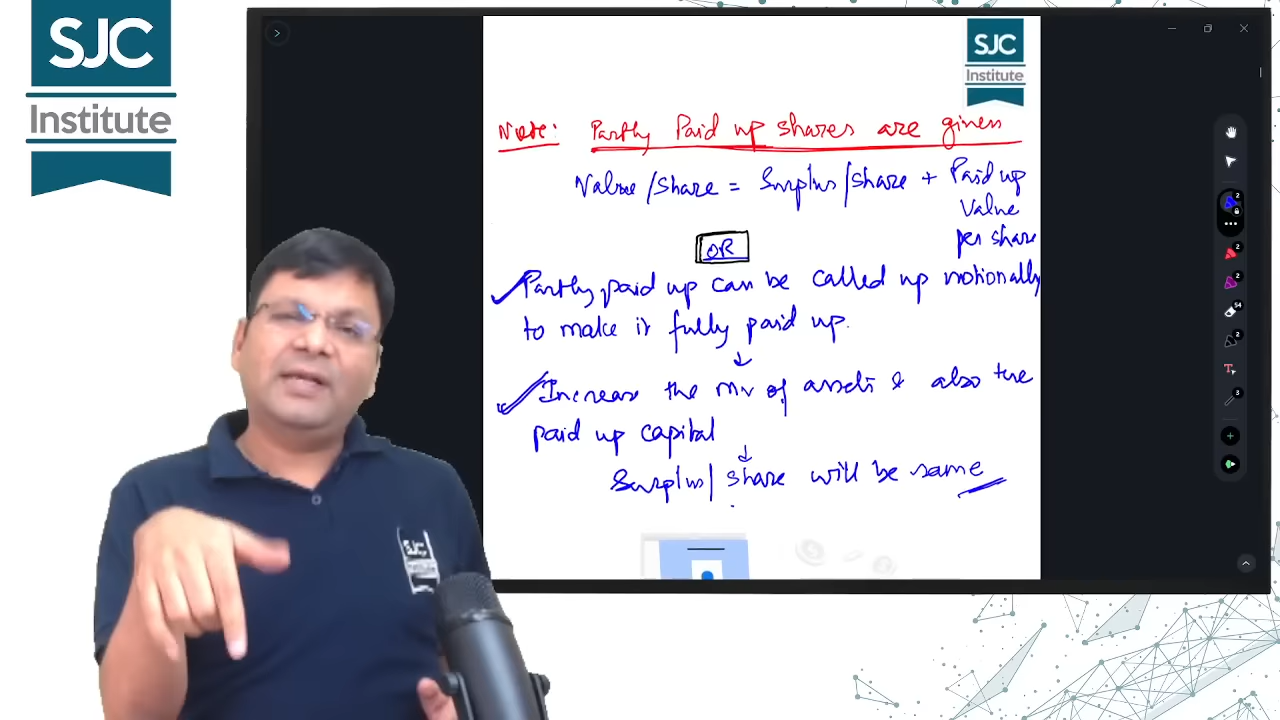 SJC
Institute
SJC
Institute
Note: Partly Paid up shares are given
Value/share = Surplus/share + Paid up
Value
per share
OR
Partly paid up can be called up notionally
to make it fully paid up.
Increase the mv of assets & also the
paid up capital
Surplus/share will be same
SJC
Institute